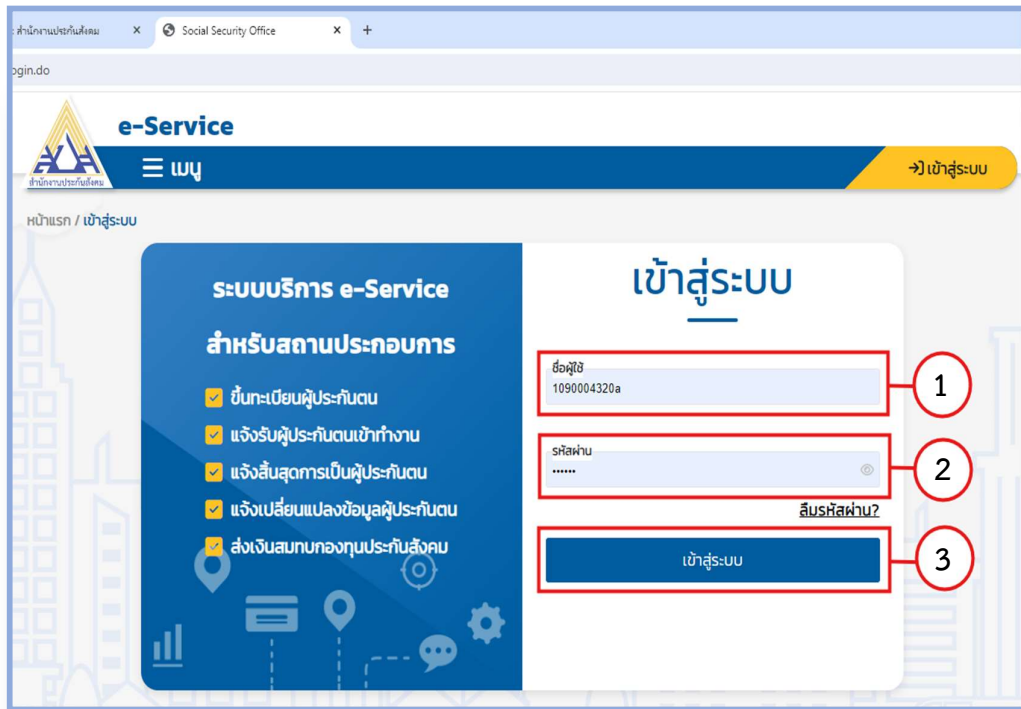 : สำนักงานประกันสังคม
Social Security Office
ogin.do
e-Service
สำนักงานประกันสังคม
เมนู
เข้าสู่ระบบ
หน้าแรก / เข้าสู่ระบบ
ระบบบริการ e-Service
สำหรับสถานประกอบการ
ขึ้นทะเบียนผู้ประกันตน
แจ้งรับผู้ประกันตนเข้าทำงาน
แจ้งสิ้นสุดการเป็นผู้ประกันตน
แจ้งเปลี่ยนแปลงข้อมูลผู้ประกันตน
ส่งเงินสมทบกองทุนประกันสังคม
เข้าสู่ระบบ
ชื่อผู้ใช้
1090004320a
1
รหัสผ่าน
••••••
2
ลืมรหัสผ่าน?
เข้าสู่ระบบ
3